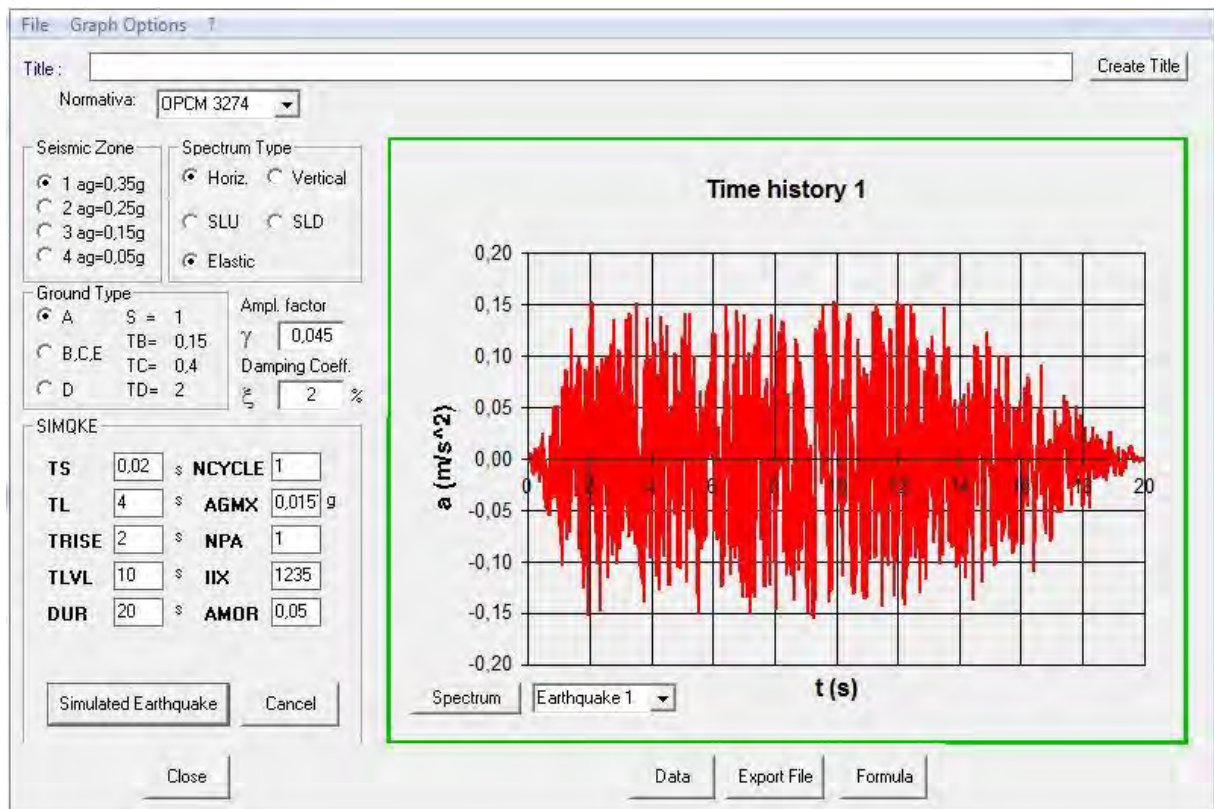 File Graph Options ?
Title :
Create Title
Normativa: OPCM 3274
Seismic Zone
1 ag=0,35g
2 ag=0,25g
3 ag=0,15g
4 ag=0,05g
Spectrum Type
Horiz. Vertical
SLU SLD
Elastic
Ground Type
A S = 1
TB= 0,15
B,C,E
TC= 0,4
D TD= 2
Ampl. factor
γ 0,045
Damping Coeff.
ξ 2 %
SIMQKE
TS 0,02 s NCYCLE 1
TL 4 s AGMX 0,015 g
TRISE 2 s NPA 1
TLVL 10 s IIX 1235
DUR 20 s AMOR 0,05
Simulated Earthquake Cancel
Close
Time history 1
a (m/s^2)
0,20
0,15
0,10
0,05
0,00
-0,05
-0,10
-0,15
-0,20
0 2 4 6 8 10 12 14 16 18 20
t (s)
Spectrum Earthquake 1
Data Export File Formula